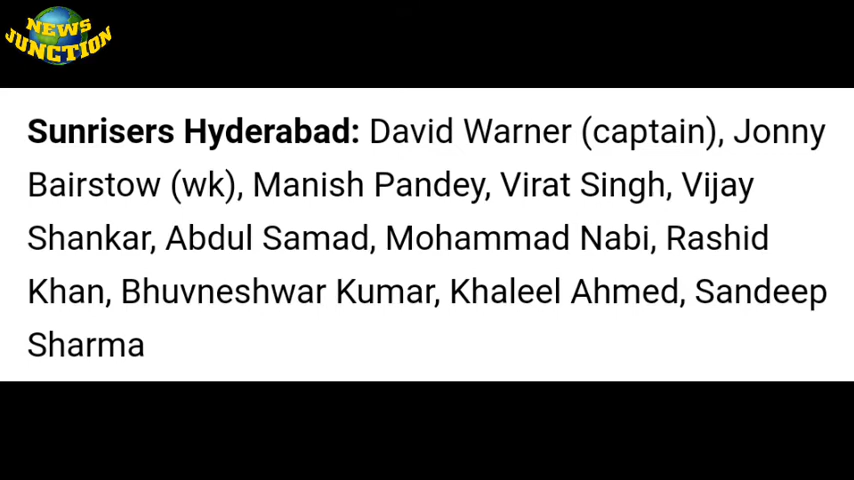 NEWS
JUNCTION
Sunrisers Hyderabad: David Warner (captain), Jonny
Bairstow (wk), Manish Pandey, Virat Singh, Vijay
Shankar, Abdul Samad, Mohammad Nabi, Rashid
Khan, Bhuvneshwar Kumar, Khaleel Ahmed, Sandeep
Sharma